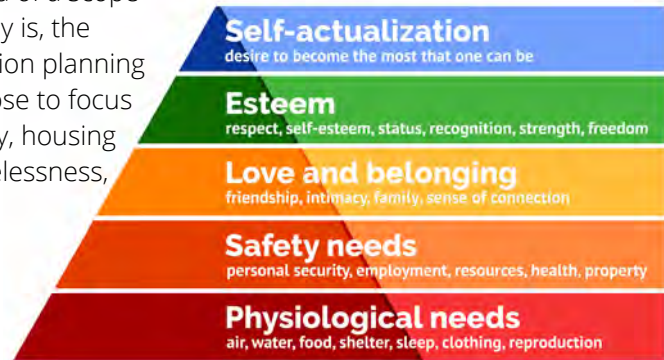 y is, the
ion planning
ose to focus
y, housing
elessness,
Self-actualization
desire to become the most that one can be
Esteem
respect, self-esteem, status, recognition, strength, freedom
Love and belonging
friendship, intimacy, family, sense of connection
Safety needs
personal security, employment, resources, health, property
Physiological needs
air, water, food, shelter, sleep, clothing, reproduction